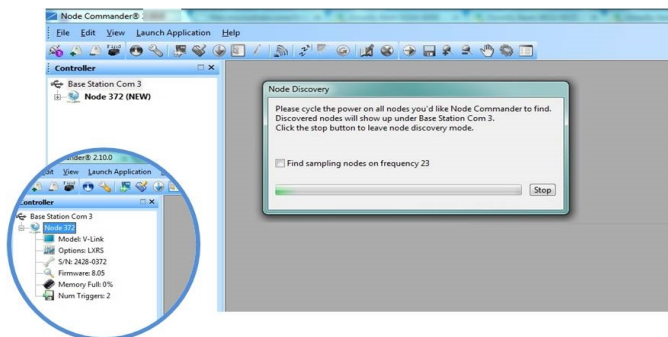 Node Commander® 2
File Edit View Launch Application Help
Controller
Base Station Com 3
Node 372 (NEW)
Node Discovery
Please cycle the power on all nodes you'd like Node Commander to find.
Discovered nodes will show up under Base Station Com 3.
Click the stop button to leave node discovery mode.
Find sampling nodes on frequency 23
Stop
ander® 2.10.0
dit View Launch Application
ontroller
Base Station Com 3
Node 372
Model: V-Link
Options: LXRS
S/N: 2428-0372
Firmware: 8.05
Memory Full: 0%
Num Triggers: 2